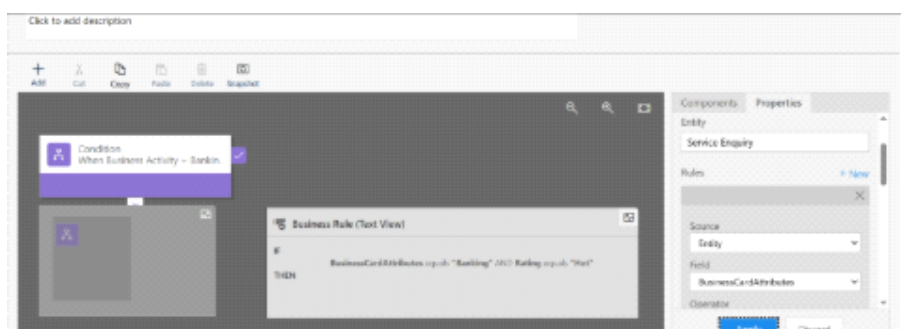 Click to add description
Add Cut Copy Paste Delete Snapshot
Components Properties
Entity
Service Enquiry
Condition
When Business Activity = Bankin.
Rules + New
Business Rule (Text View)
Source
Entity
IF
BusinessCardAttributes equals "Banking" AND Rating equals "Hot"
THEN
Field
BusinessCardAttributes
Operator
Apply Discard